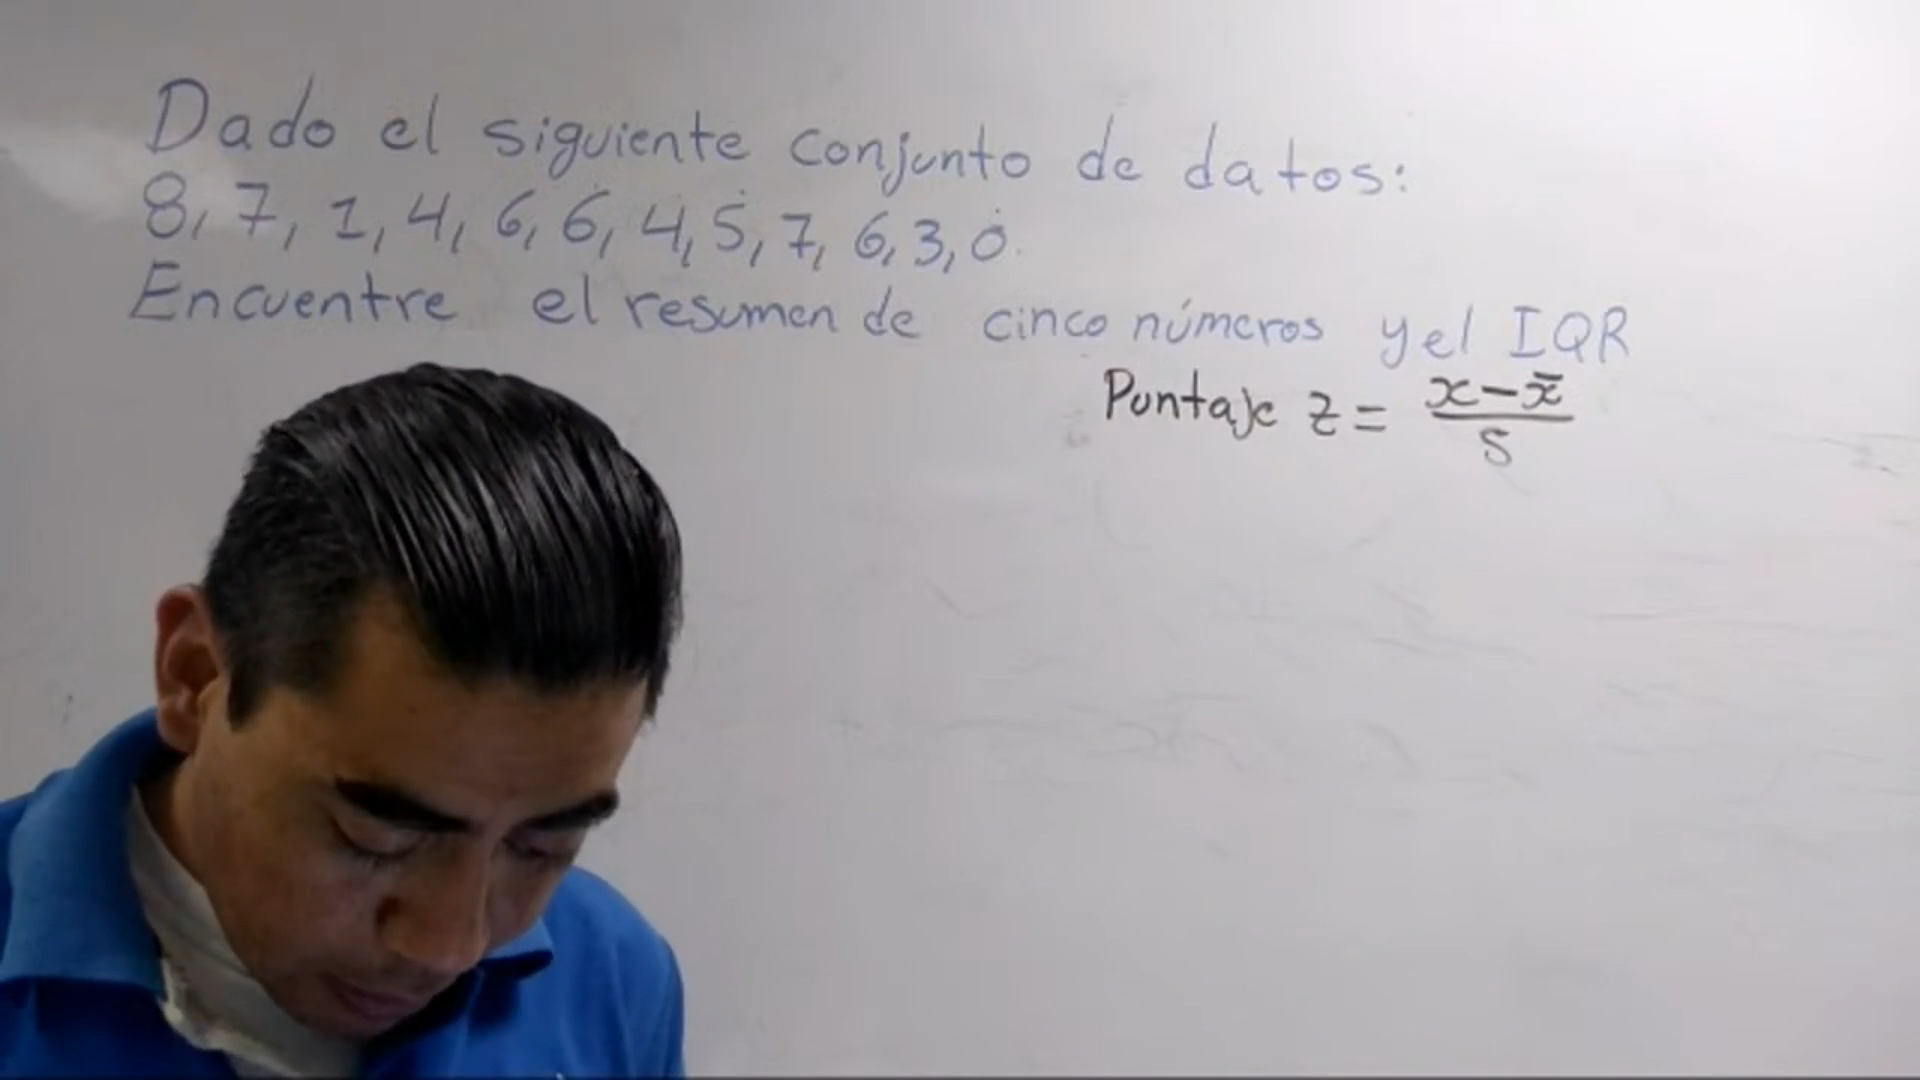 Dado el siguiente conjunto de datos:
8, 7, 1, 4, 6, 6, 4, 5, 7, 6, 3, 0.
Encuentre el resumen de cinco números y el IQR
Puntaje z = x - x̄ / s